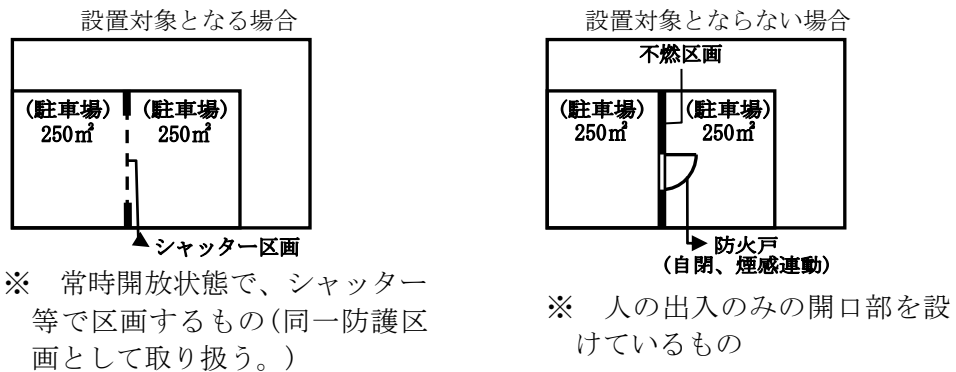 設置対象となる場合
(駐車場)
250㎡
(駐車場)
250㎡
シャッター区画
※　常時開放状態で、シャッター
等で区画するもの(同一防護区
画として取り扱う。)
設置対象とならない場合
不燃区画
(駐車場)
250㎡
(駐車場)
250㎡
防火戸
(自閉、煙感連動)
※　人の出入のみの開口部を設
けているもの